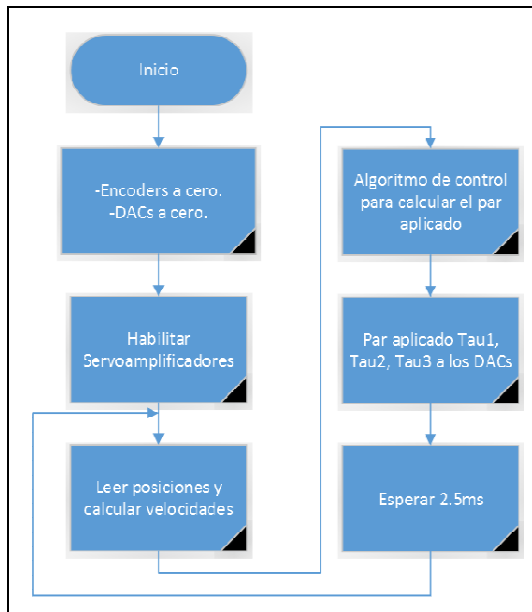 Inicio
-Encoders a cero.
-DACs a cero.
Habilitar
Servoamplificadores
Leer posiciones y
calcular velocidades
Algoritmo de control
para calcular el par
aplicado
Par aplicado Tau1,
Tau2, Tau3 a los DACs
Esperar 2.5ms